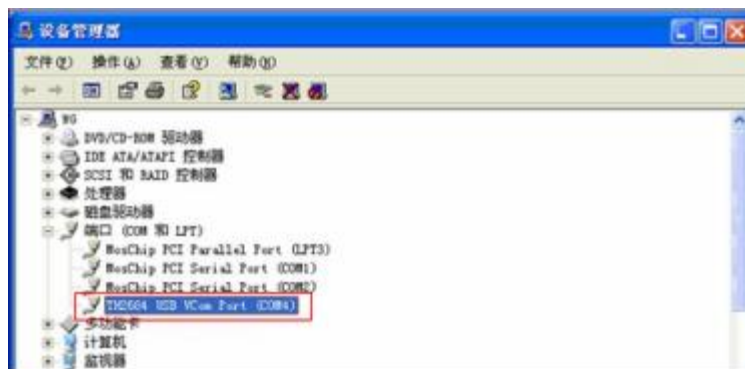 设备管理器
文件(F) 操作(A) 查看(V) 帮助(H)
WG
DVD/CD-ROM 驱动器
IDE ATA/ATAPI 控制器
SCSI 和 RAID 控制器
处理器
磁盘驱动器
端口 (COM 和 LPT)
MosChip PCI Parallel Port (LPT3)
MosChip PCI Serial Port (COM1)
MosChip PCI Serial Port (COM2)
TH2684 USB VCom Port (COM4)
多功能卡
计算机
监视器